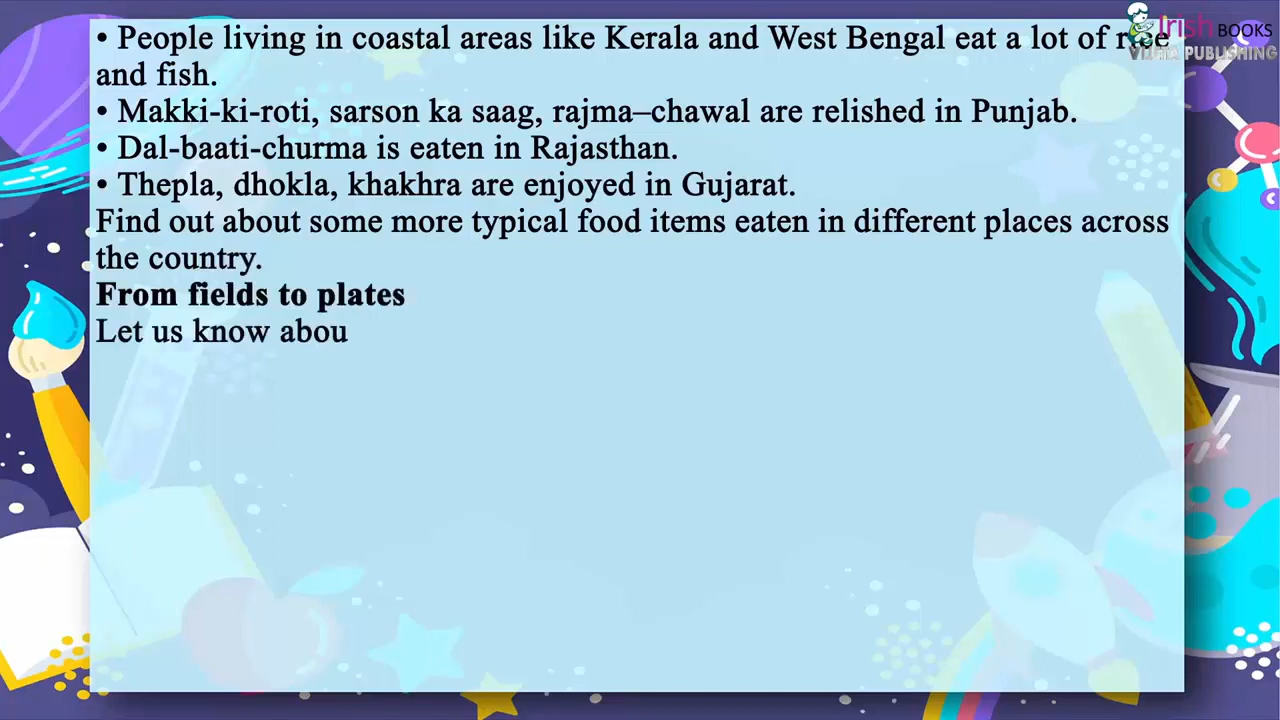 • People living in coastal areas like Kerala and West Bengal eat a lot of rice
and fish.
• Makki-ki-roti, sarson ka saag, rajma–chawal are relished in Punjab.
• Dal-baati-churma is eaten in Rajasthan.
• Thepla, dhokla, khakhra are enjoyed in Gujarat.
Find out about some more typical food items eaten in different places across
the country.
From fields to plates
Let us know abou
Irish BOOKS
PUBLISHING